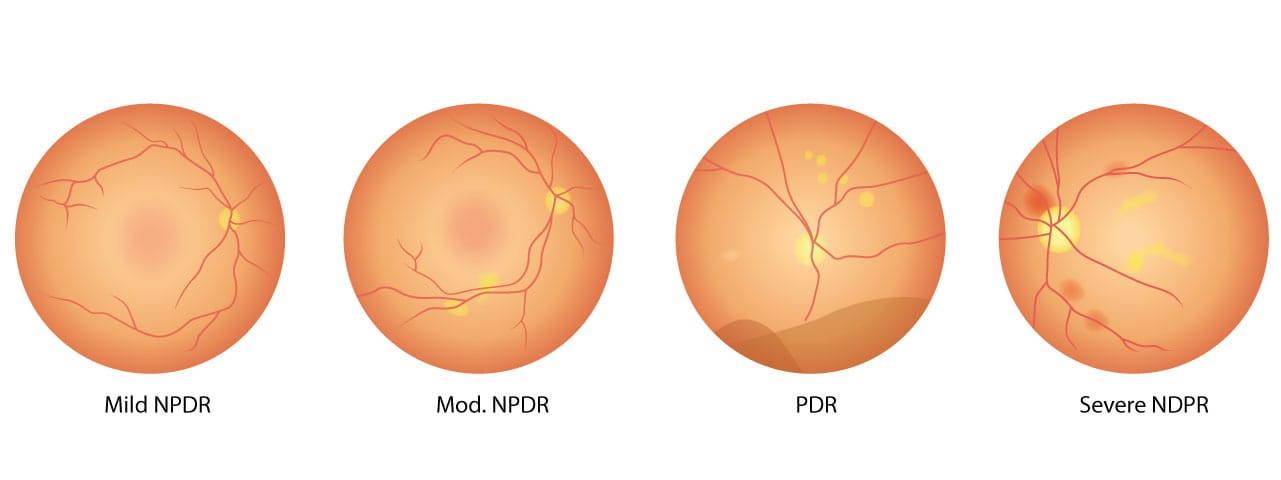 Mild NPDR
Mod. NPDR
PDR
Severe NDPR